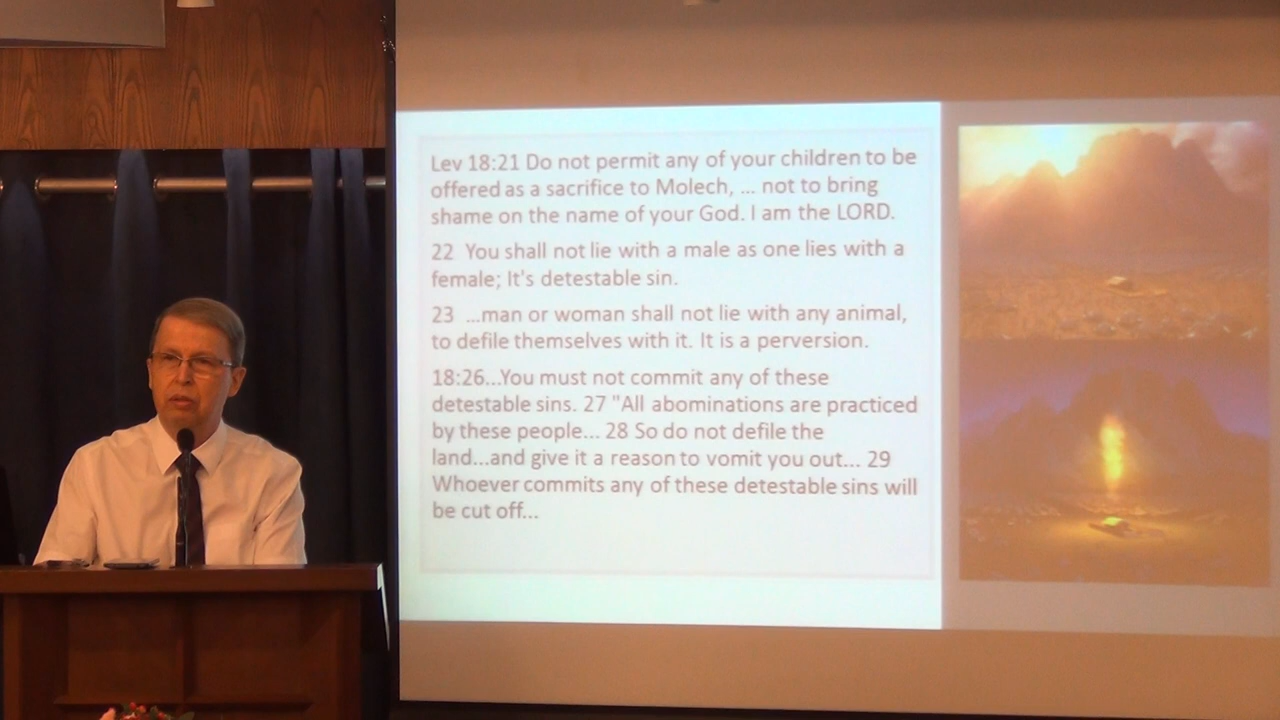 Lev 18:21 Do not permit any of your children to be
offered as a sacrifice to Molech, ... not to bring
shame on the name of your God. I am the LORD.
22  You shall not lie with a male as one lies with a
female; It's detestable sin.
23  ...man or woman shall not lie with any animal,
to defile themselves with it. It is a perversion.
18:26...You must not commit any of these
detestable sins. 27 "All abominations are practiced
by these people... 28 So do not defile the
land...and give it a reason to vomit you out... 29
Whoever commits any of these detestable sins will
be cut off...